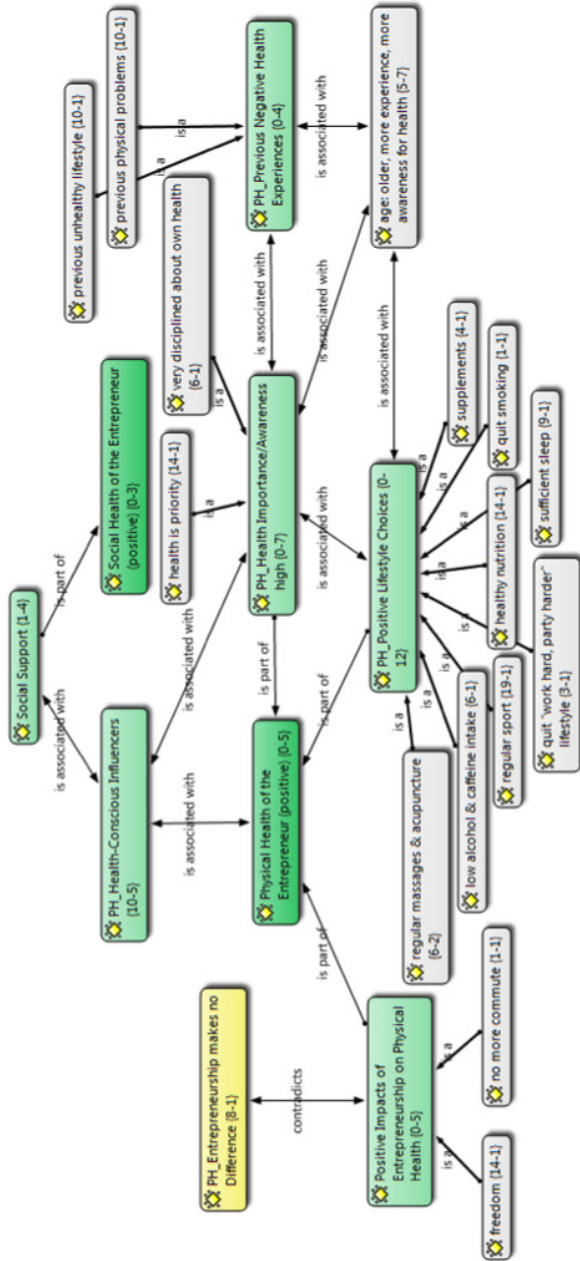 Social Support {1-4}
is associated with
is part of
PH_Health-Conscious Influencers
{10-5}
Social Health of the Entrepreneur
(positive) {0-3}
previous unhealthy lifestyle {10-1}
previous physical problems {10-1}
is a
is a
health is priority {14-1}
is a
very disciplined about own health
{6-1}
is a
is associated with
is associated with
PH_Entrepreneurship makes no
Difference {8-1}
contradicts
Physical Health of the
Entrepreneur (positive) {0-5}
is part of
PH_Health Importance/Awareness
high {0-7}
is associated with
PH_Previous Negative Health
Experiences {0-4}
is part of
is part of
is associated with
is associated with
is associated with
is associated with
Positive Impacts of
Entrepreneurship on Physical
Health {0-5}
PH_Positive Lifestyle Choices {0-
12}
age: older, more experience, more
awareness for health {5-7}
is a
is a
is a
is a
is a
is a
is a
is a
is a
is a
regular massages & acupuncture
{6-2}
supplements {4-1}
low alcohol & caffeine intake {6-1}
quit smoking {1-1}
freedom {14-1}
no more commute {1-1}
regular sport {19-1}
healthy nutrition {14-1}
quit "work hard, party harder"
lifestyle {3-1}
sufficient sleep {9-1}